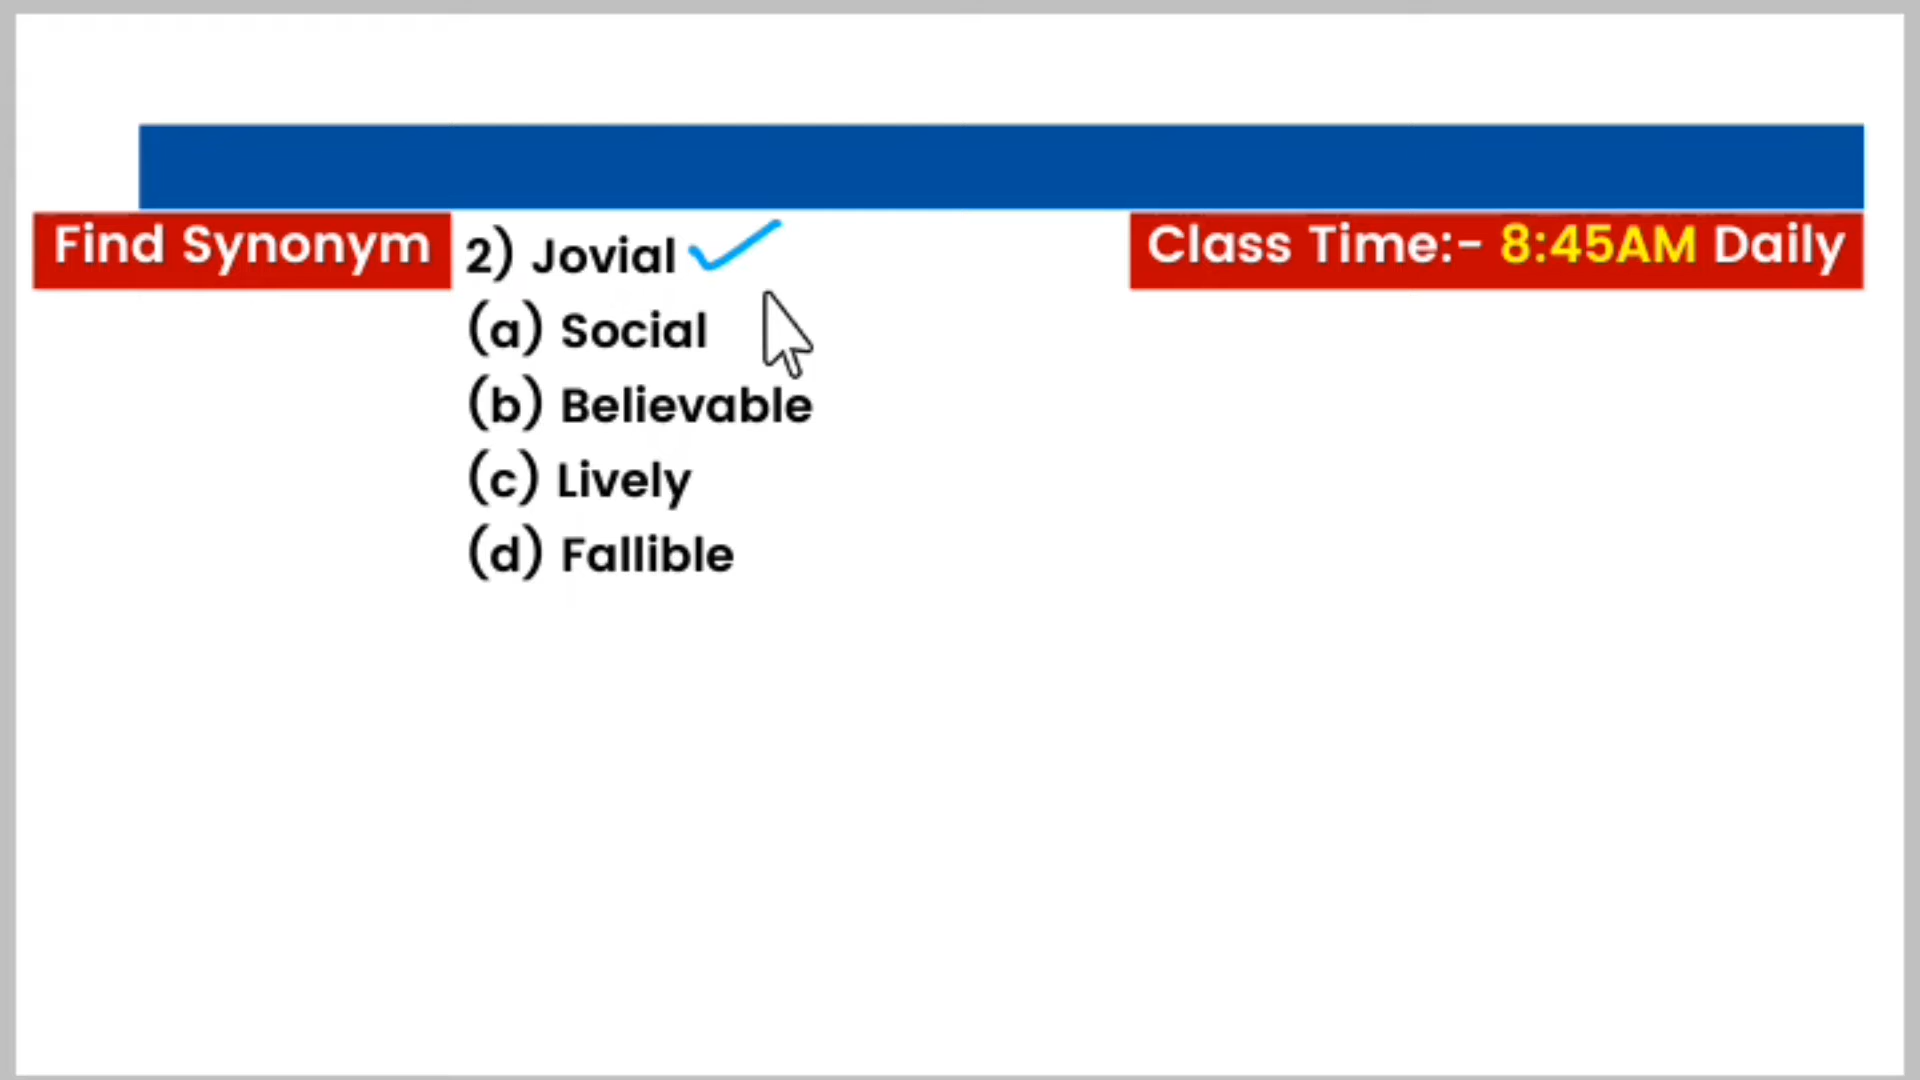 Find Synonym
2) Jovial
(a) Social
(b) Believable
(c) Lively
(d) Fallible
Class Time:- 8:45AM Daily